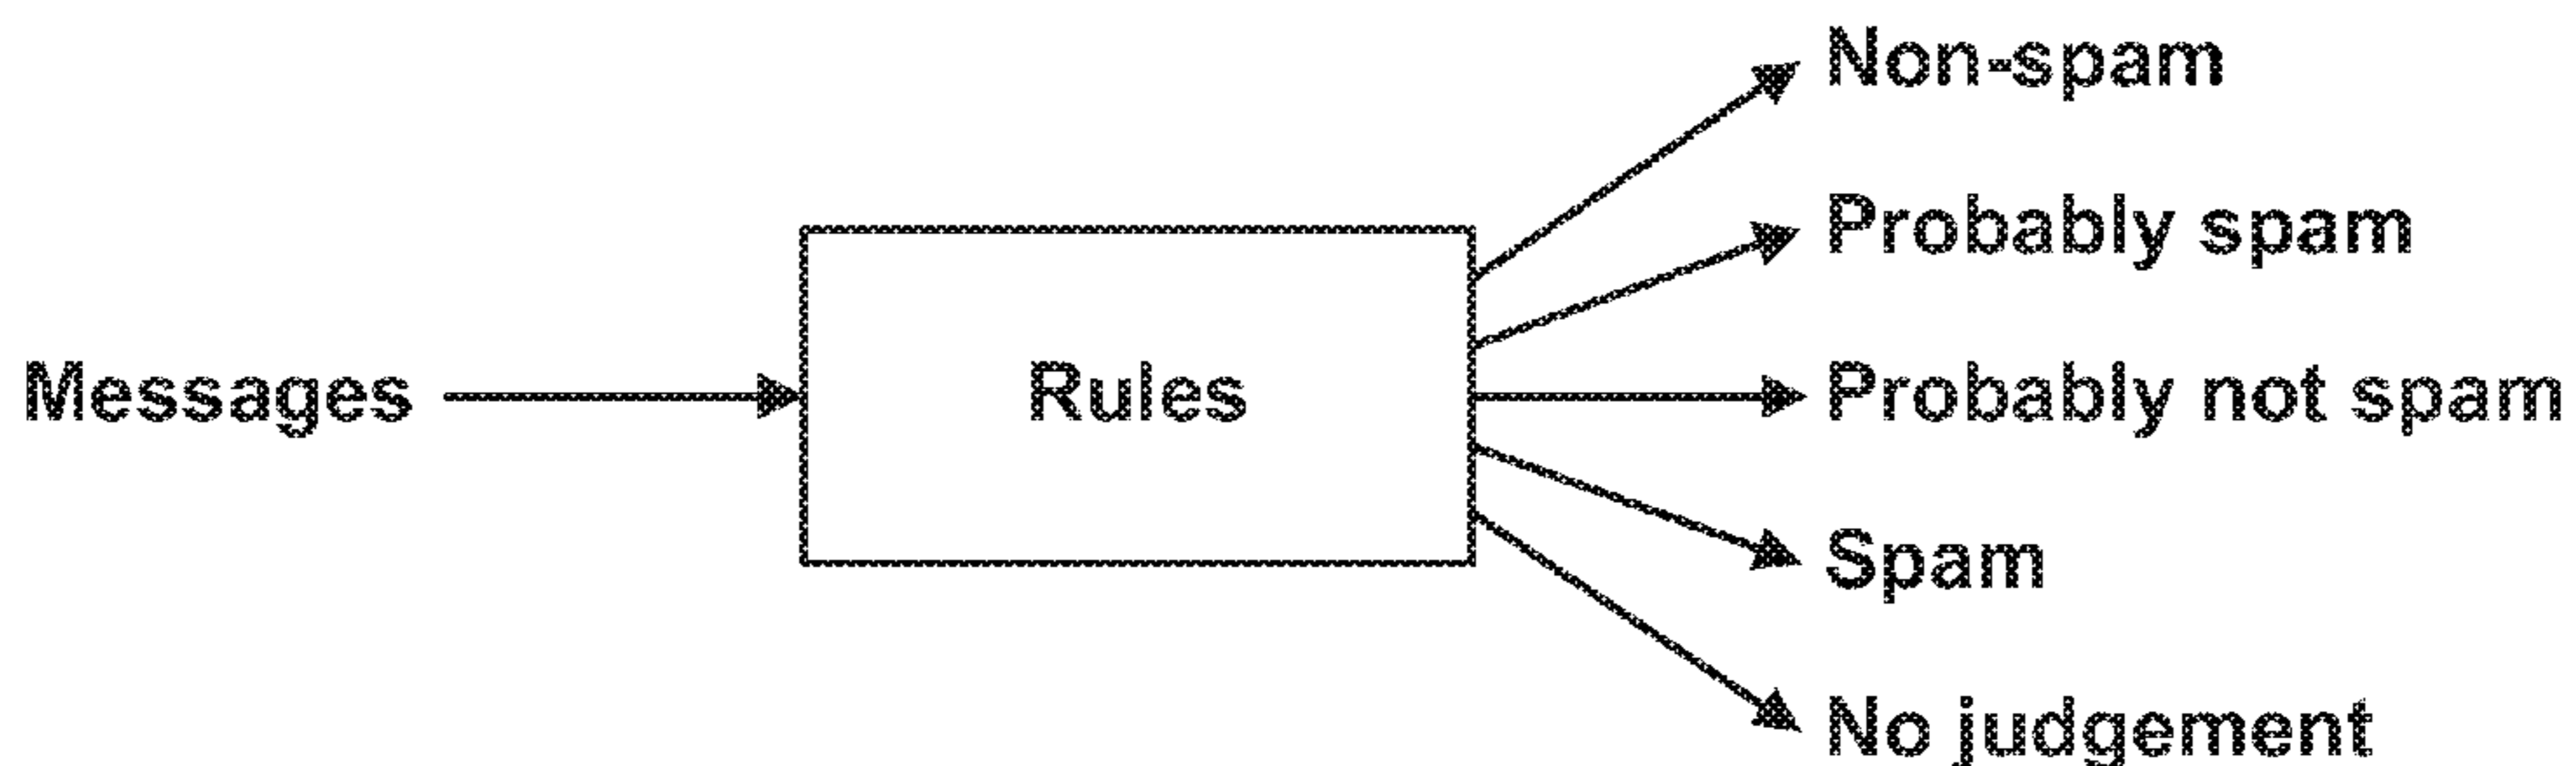 Non-spam
Probably spam
Messages
Rules
Probably not spam
Spam
No judgement